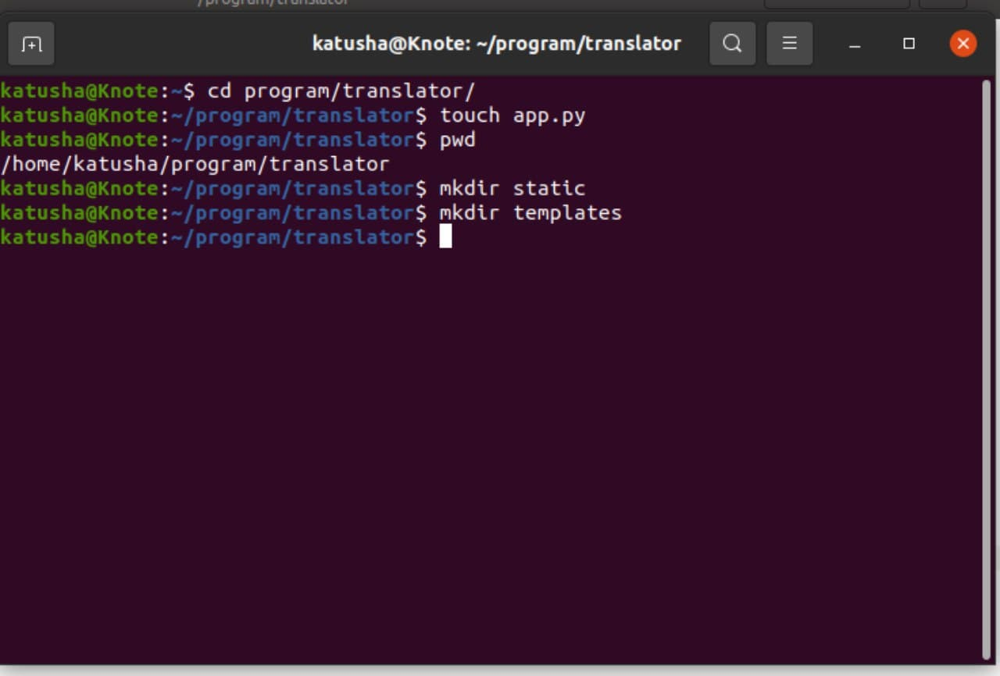 /program/translator
katusha@Knote: ~/program/translator
katusha@Knote:~$ cd program/translator/
katusha@Knote:~/program/translator$ touch app.py
katusha@Knote:~/program/translator$ pwd
/home/katusha/program/translator
katusha@Knote:~/program/translator$ mkdir static
katusha@Knote:~/program/translator$ mkdir templates
katusha@Knote:~/program/translator$